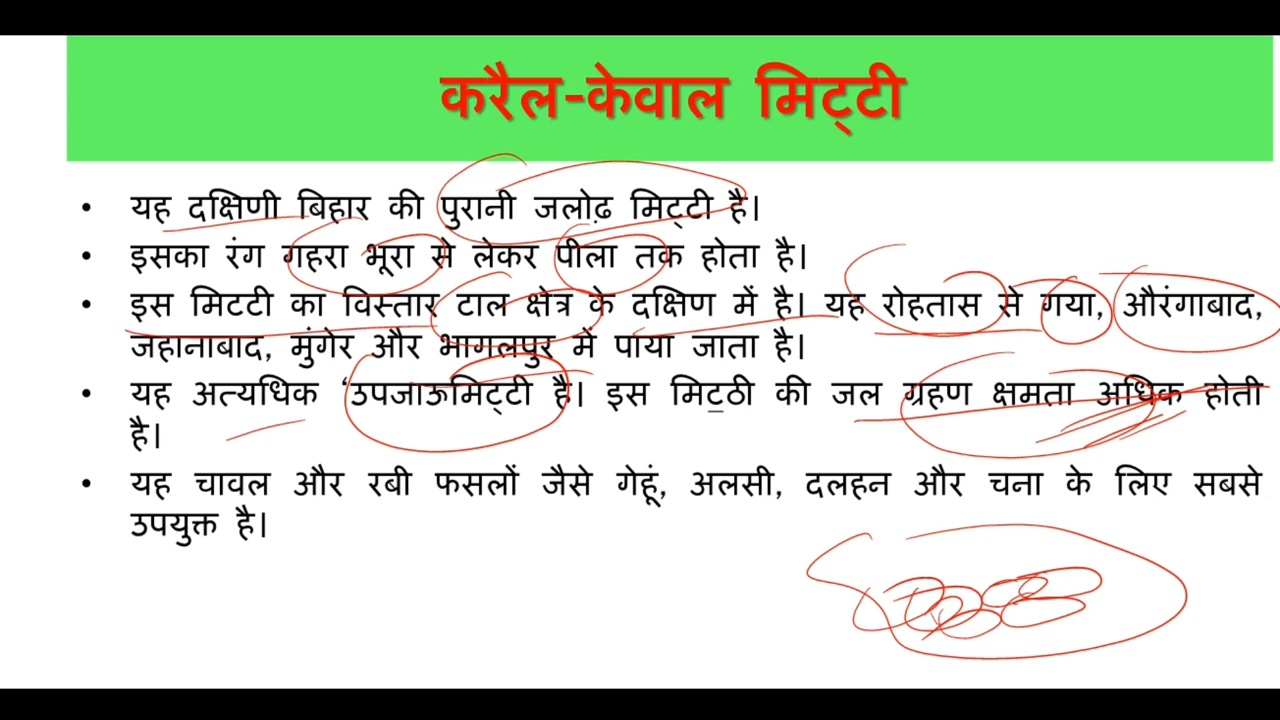 करैल-केवाल मिट्टी
• यह दक्षिणी बिहार की पुरानी जलोढ़ मिट्टी है।
• इसका रंग गहरा भूरा से लेकर पीला तक होता है।
• इस मिटटी का विस्तार टाल क्षेत्र के दक्षिण में है। यह रोहतास से गया, औरंगाबाद,
जहानाबाद, मुंगेर और भागलपुर में पाया जाता है।
• यह अत्यधिक ‘उपजाऊमिट्टी है। इस मिट्ठी की जल ग्रहण क्षमता अधिक होती
है।
• यह चावल और रबी फसलों जैसे गेहूं, अलसी, दलहन और चना के लिए सबसे
उपयुक्त है।